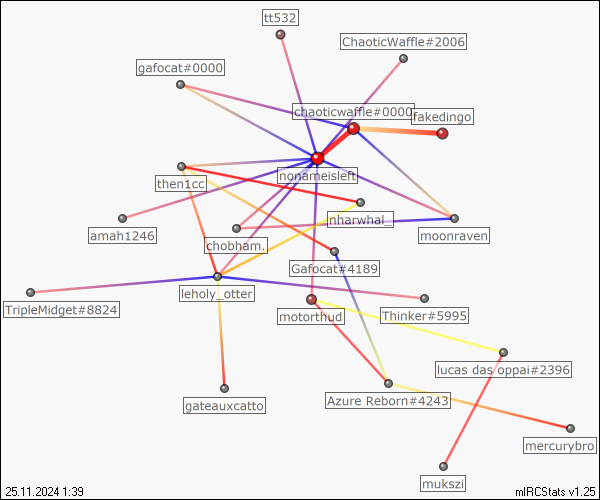 tt532
ChaoticWaffle#2006
gafocat#0000
chaoticwaffle#0000
fakedingo
nonameisleft
then1cc
nharwhal_
amah1246
chobham.
moonraven
Gafocat#4189
leholy_otter
TripleMidget#8824
motorthud
Thinker#5995
lucas das oppai#2396
gateauxcatto
Azure Reborn#4243
mercurybro
mukszi
25.11.2024 1:39
mIRCStats v1.25